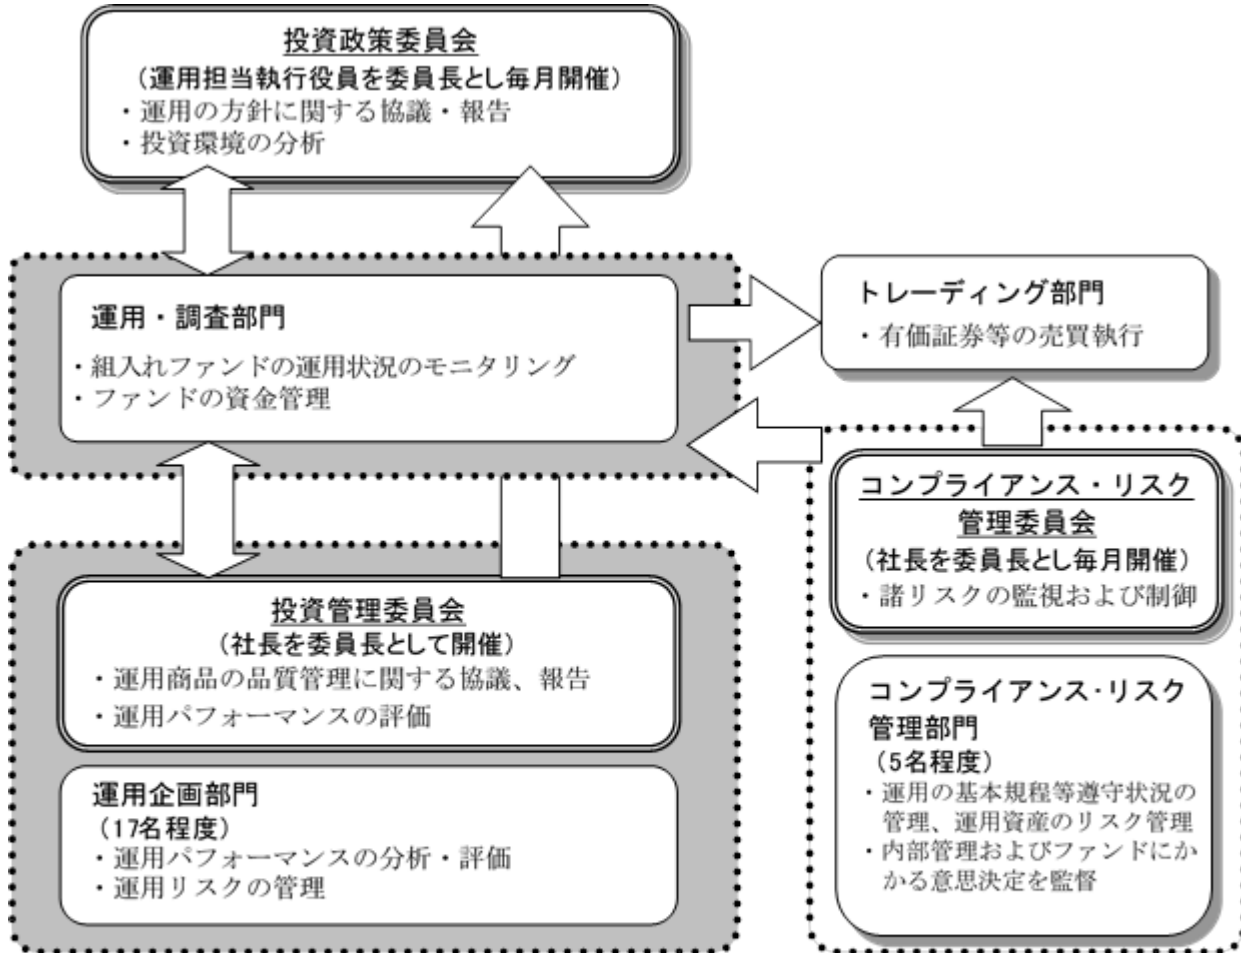 投資政策委員会
(運用担当執行役員を委員長とし毎月開催)
・運用の方針に関する協議・報告
・投資環境の分析
運用・調査部門
・組入れファンドの運用状況のモニタリング
・ファンドの資金管理
トレーディング部門
・有価証券等の売買執行
コンプライアンス・リスク
管理委員会
(社長を委員長とし毎月開催)
・諸リスクの監視および制御
投資管理委員会
(社長を委員長として開催)
・運用商品の品質管理に関する協議、報告
・運用パフォーマンスの評価
運用企画部門
(17名程度)
・運用パフォーマンスの分析・評価
・運用リスクの管理
コンプライアンス・リスク
管理部門
(5名程度)
・運用の基本規程等遵守状況の
管理、運用資産のリスク管理
・内部管理およびファンドにか
かる意思決定を監督